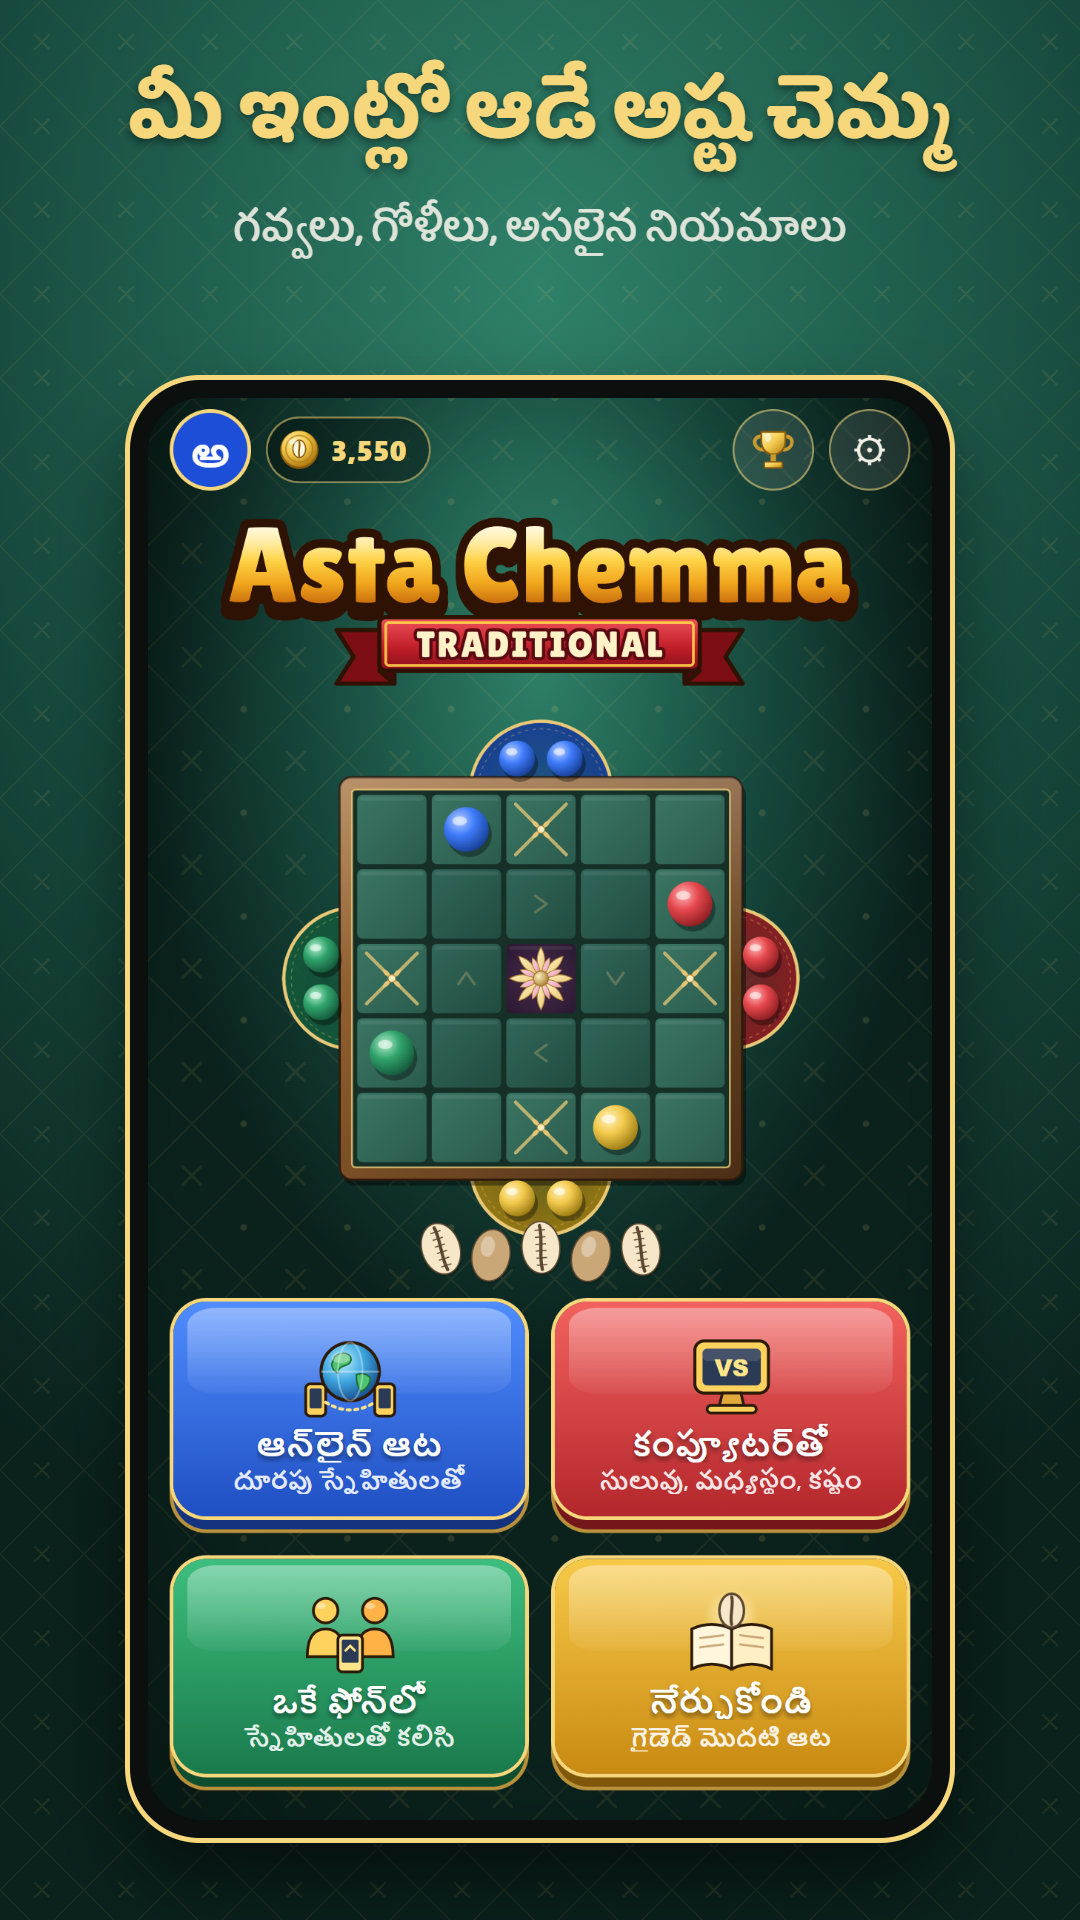 మీ ఇంట్లో ఆడే అష్ట చెమ్మ
గవ్వలు, గోళీలు, అసలైన నియమాలు
అ
3,550
Asta Chemma
TRADITIONAL
VS
ఆన్‌లైన్ ఆట
దూరపు స్నేహితులతో
కంప్యూటర్‌తో
సులువు, మధ్యస్థం, కష్టం
ఒకే ఫోన్‌లో
స్నేహితులతో కలిసి
నేర్చుకోండి
గైడెడ్ మొదటి ఆట